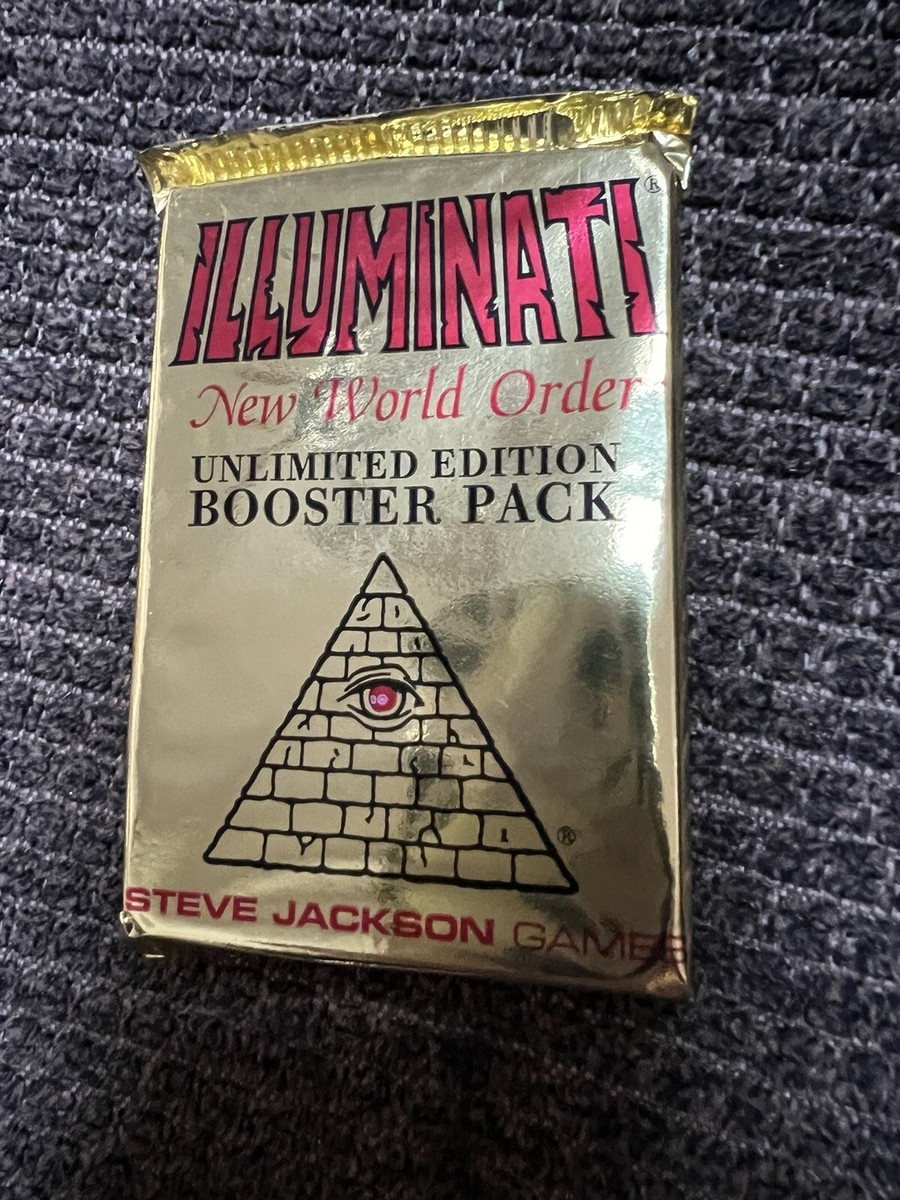 ILLUMINATI®
New World Order
UNLIMITED EDITION
BOOSTER PACK
®
STEVE JACKSON GAMES